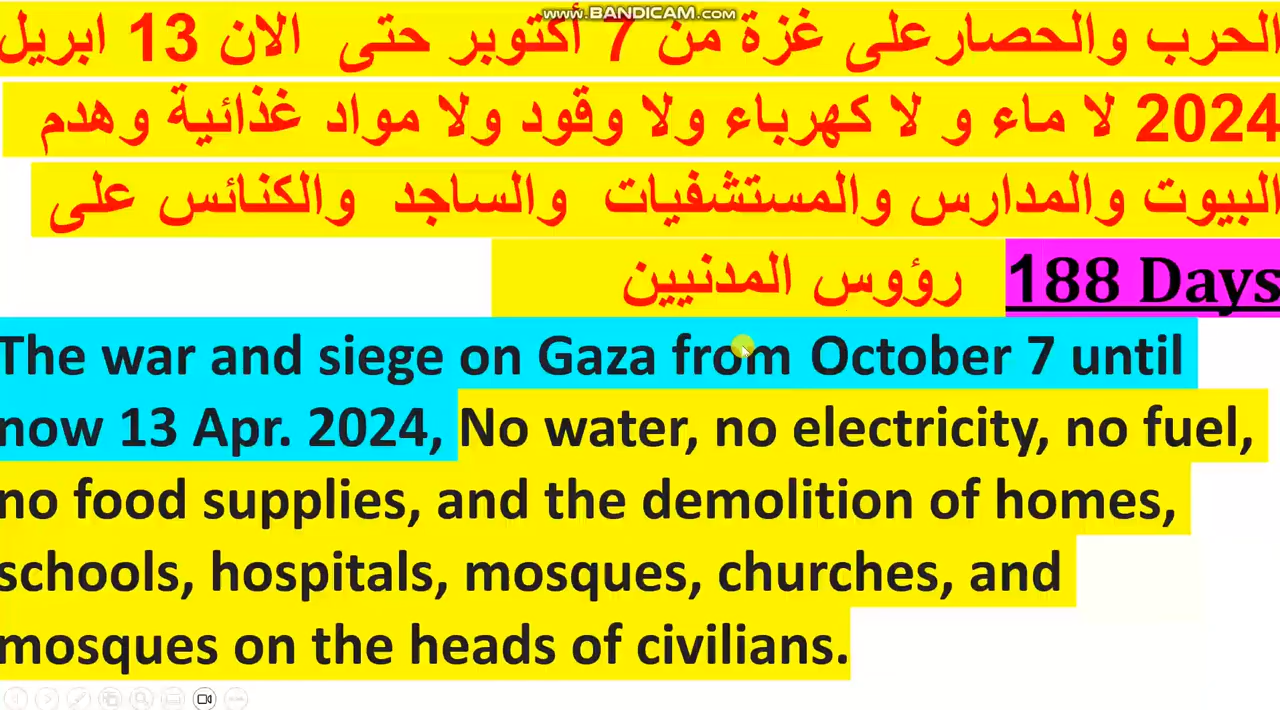 www.BANDICAM.com
الحرب والحصارعلى غزة من 7 أكتوبر حتى الان 13 ابريل
2024 لا ماء و لا كهرباء ولا وقود ولا مواد غذائية وهدم
البيوت والمدارس والمستشفيات والساجد والكنائس على
رؤوس المدنيين 188 Days
The war and siege on Gaza from October 7 until
now 13 Apr. 2024, No water, no electricity, no fuel,
no food supplies, and the demolition of homes,
schools, hospitals, mosques, churches, and
mosques on the heads of civilians.